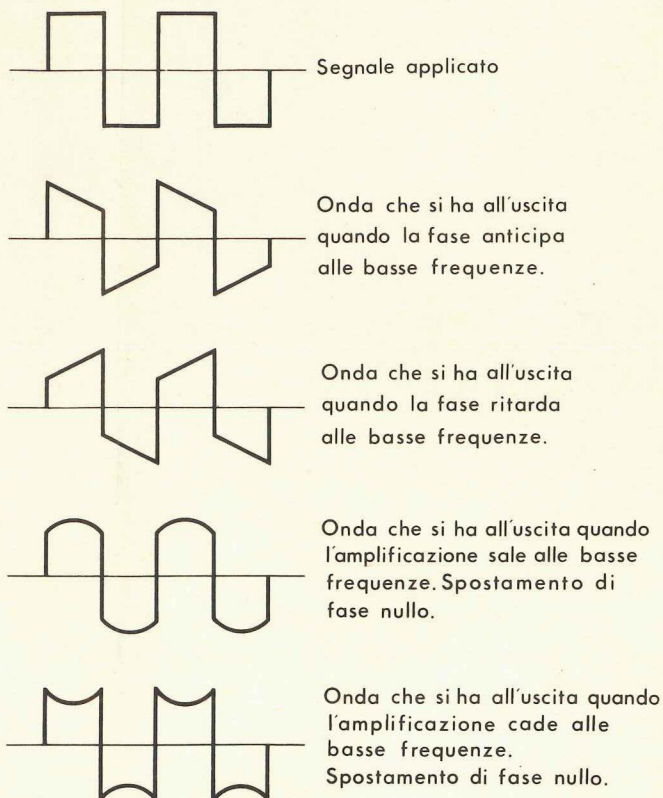 Segnale applicato
Onda che si ha all'uscita
quando la fase anticipa
alle basse frequenze.
Onda che si ha all'uscita
quando la fase ritarda
alle basse frequenze.
Onda che si ha all'uscita quando
l'amplificazione sale alle basse
frequenze. Spostamento di
fase nullo.
Onda che si ha all'uscita quando
l'amplificazione cade alle
basse frequenze.
Spostamento di fase nullo.